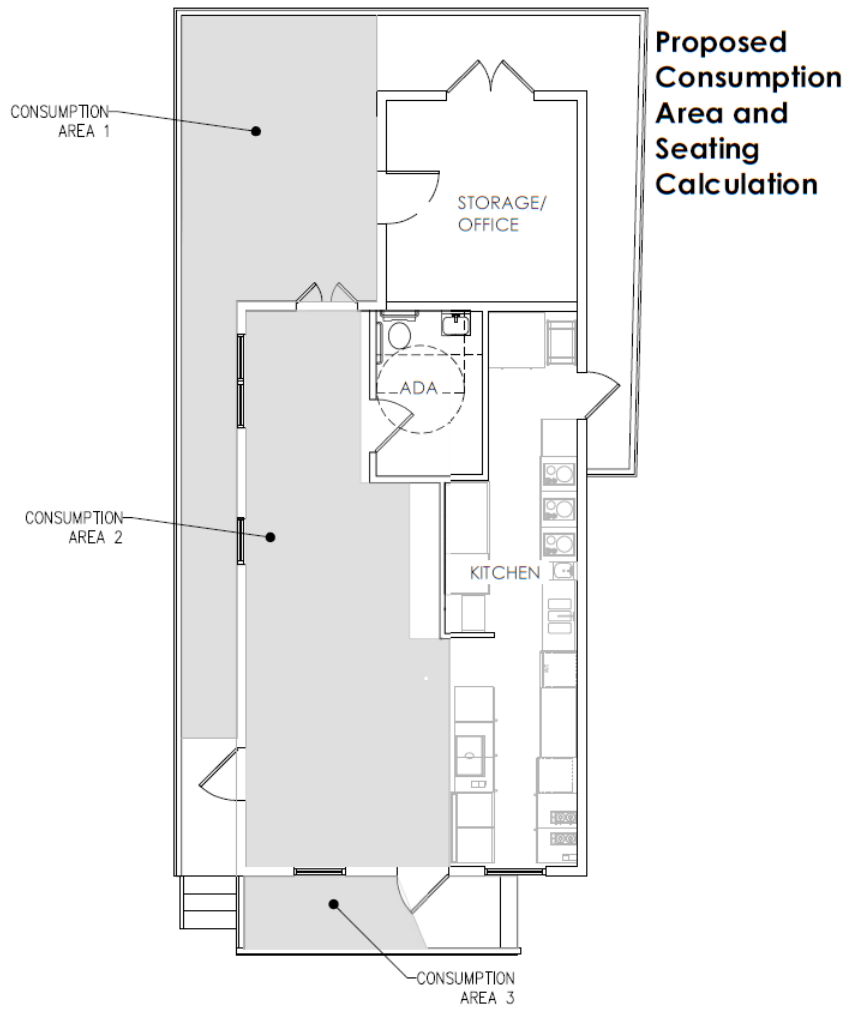 Proposed
Consumption
Area and
Seating
Calculation
CONSUMPTION
AREA 1
STORAGE/
OFFICE
ADA
CONSUMPTION
AREA 2
KITCHEN
CONSUMPTION
AREA 3